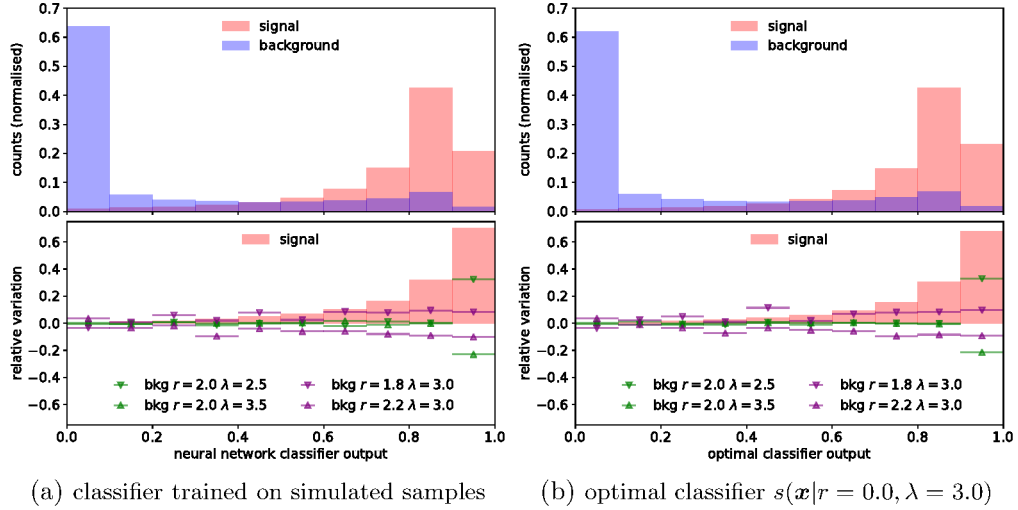 0.7
0.6
0.5
0.4
0.3
0.2
0.1
0.0
counts (normalised)
signal
background
0.6
0.4
0.2
0.0
−0.2
−0.4
−0.6
relative variation
signal
bkg r = 2.0 λ = 2.5
bkg r = 1.8 λ = 3.0
bkg r = 2.0 λ = 3.5
bkg r = 2.2 λ = 3.0
0.0 0.2 0.4 0.6 0.8 1.0
neural network classifier output
(a) classifier trained on simulated samples
0.7
0.6
0.5
0.4
0.3
0.2
0.1
0.0
counts (normalised)
signal
background
0.6
0.4
0.2
0.0
−0.2
−0.4
−0.6
relative variation
signal
bkg r = 2.0 λ = 2.5
bkg r = 1.8 λ = 3.0
bkg r = 2.0 λ = 3.5
bkg r = 2.2 λ = 3.0
0.0 0.2 0.4 0.6 0.8 1.0
optimal classifier output
(b) optimal classifier s(x|r = 0.0, λ = 3.0)